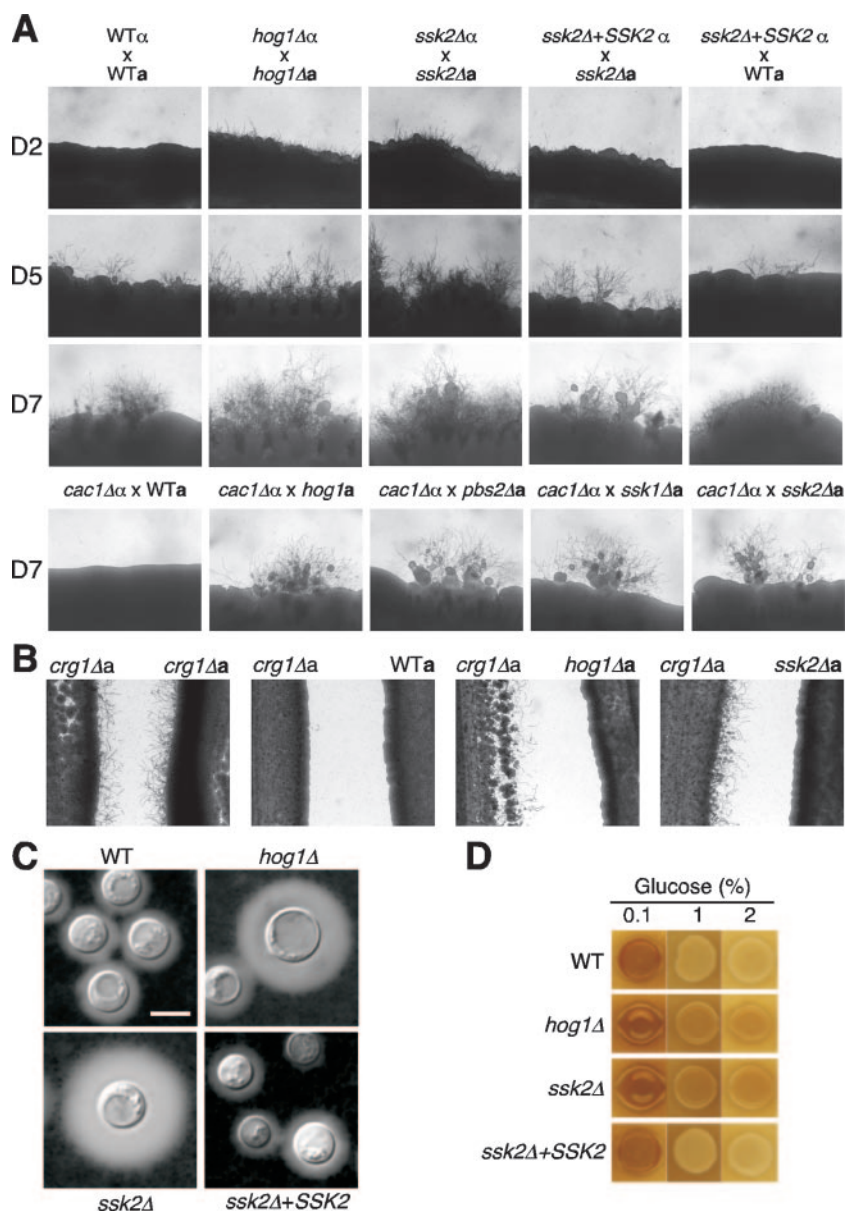 A
WTα hog1Δα ssk2Δα ssk2Δ+SSK2 α ssk2Δ+SSK2 α
x x x x x
WTa hog1Δa ssk2Δa ssk2Δa WTa
D2
D5
D7
cac1Δα x WTa cac1Δα x hog1a cac1Δα x pbs2Δa cac1Δα x ssk1Δa cac1Δα x ssk2Δa
D7
B
crg1Δa crg1Δa crg1Δa WTa crg1Δa hog1Δa crg1Δa ssk2Δa
C
WT hog1Δ
ssk2Δ ssk2Δ+SSK2
D
Glucose (%)
0.1 1 2
WT
hog1Δ
ssk2Δ
ssk2Δ+SSK2